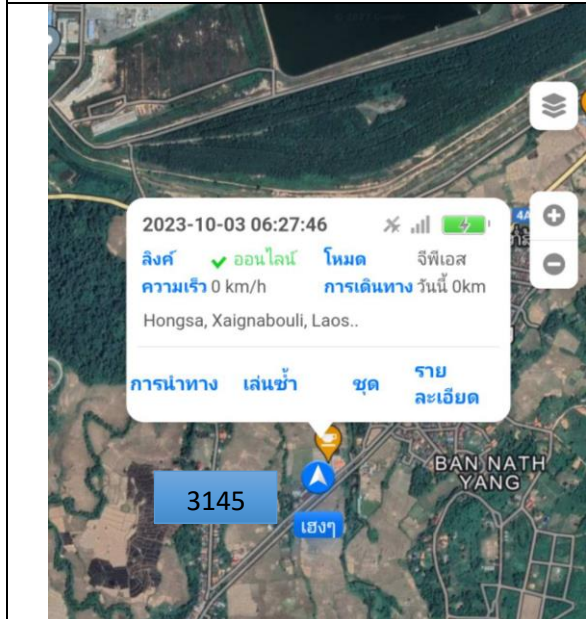 2023-10-03 06:27:46
ลิงค์ ออนไลน์ โหมด จีพีเอส
ความเร็ว 0 km/h การเดินทาง วันนี้ 0km
Hongsa, Xaignabouli, Laos..
การนำทาง เล่นซ้ำ ชุด ราย
ละเอียด
4A
BAN NATH
YANG
3145
เฮงๆ